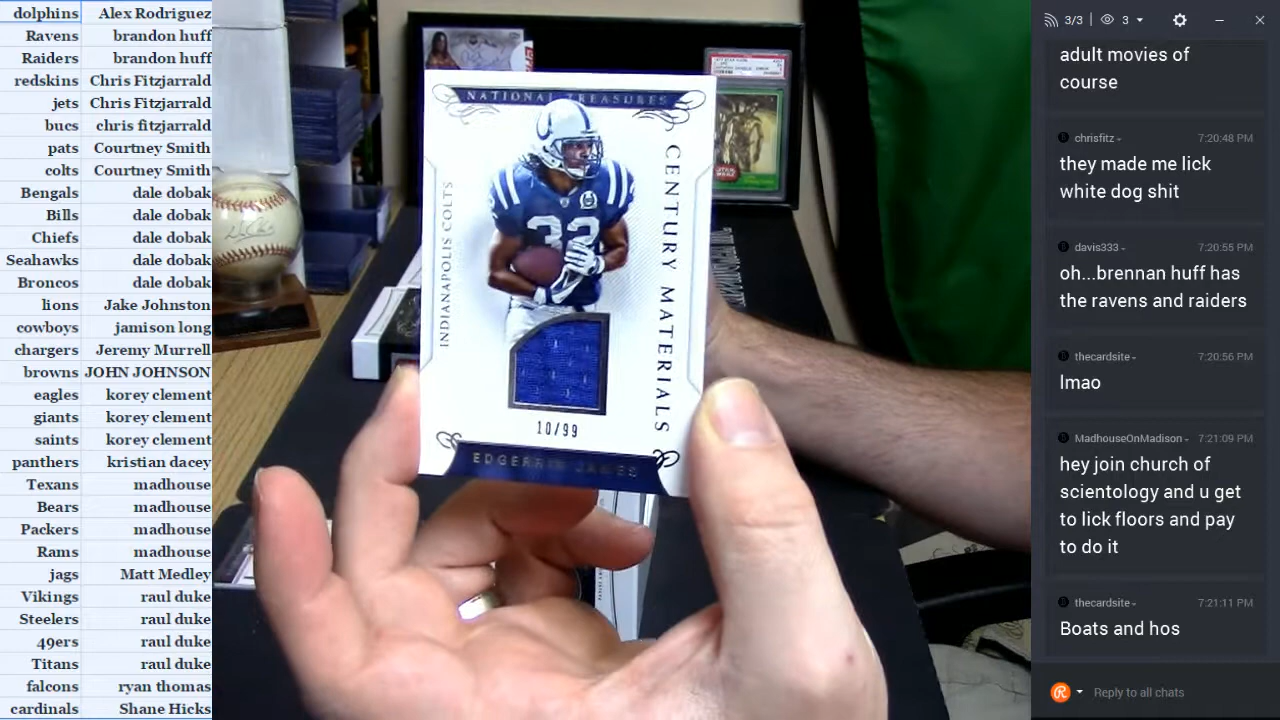 dolphins Alex Rodriguez
Ravens brandon huff
Raiders brandon huff
redskins Chris Fitzjarrald
jets Chris Fitzjarrald
bucs chris fitzjarrald
pats Courtney Smith
colts Courtney Smith
Bengals dale dobak
Bills dale dobak
Chiefs dale dobak
Seahawks dale dobak
Broncos dale dobak
lions Jake Johnston
cowboys jamison long
chargers Jeremy Murrell
browns JOHN JOHNSON
eagles korey clement
giants korey clement
saints korey clement
panthers kristian dacey
Texans madhouse
Bears madhouse
Packers madhouse
Rams madhouse
jags Matt Medley
Vikings raul duke
Steelers raul duke
49ers raul duke
Titans raul duke
falcons ryan thomas
cardinals Shane Hicks
NATIONAL TREASURES
INDIANAPOLIS COLTS
CENTURY MATERIALS
32
10/99
EDGERRIN JAMES
STAR WARS
3/3 3
adult movies of
course
chrisfitz 7:20:48 PM
they made me lick
white dog shit
davis333 7:20:55 PM
oh...brennan huff has
the ravens and raiders
thecardsite 7:20:56 PM
lmao
MadhouseOnMadison 7:21:09 PM
hey join church of
scientology and u get
to lick floors and pay
to do it
thecardsite 7:21:11 PM
Boats and hos
Reply to all chats